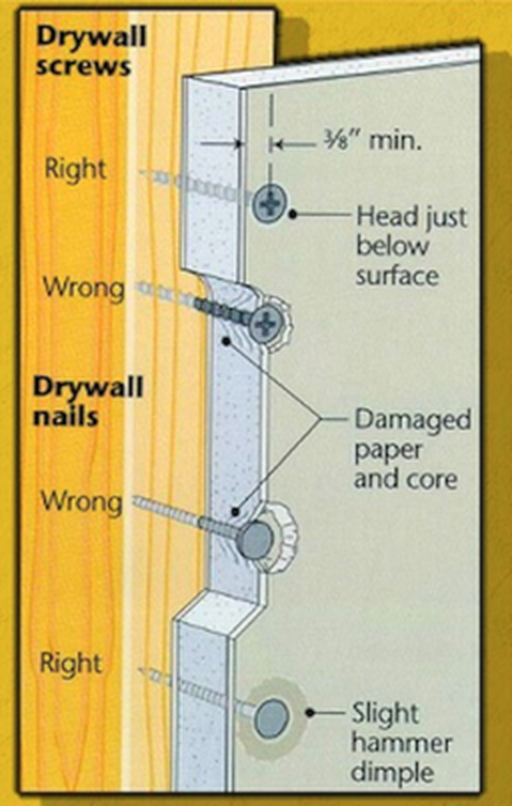 Drywall
screws
⅜″ min.
Right
Head just
below
surface
Wrong
Drywall
nails
Damaged
paper
and core
Wrong
Right
Slight
hammer
dimple